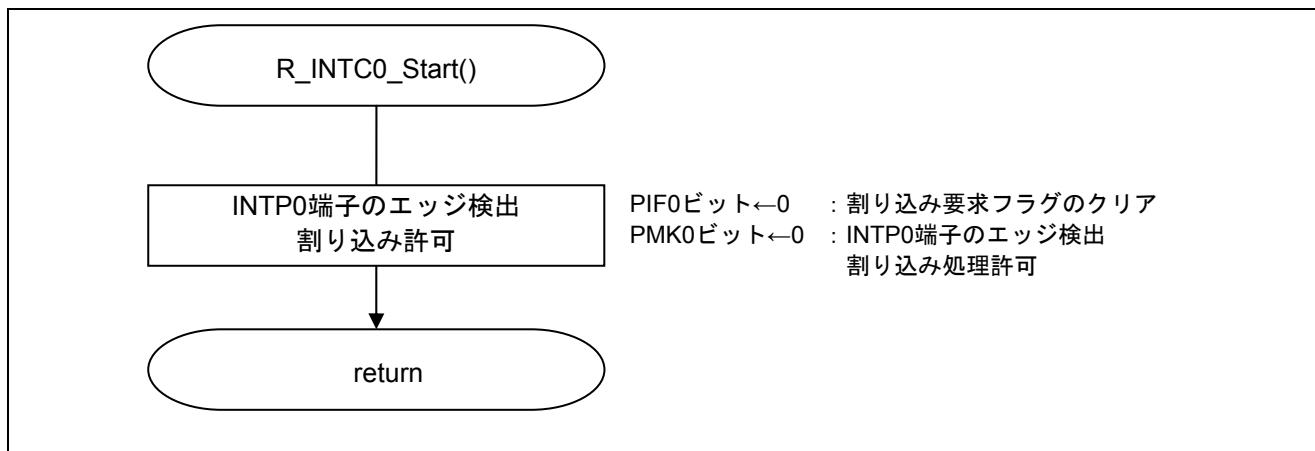 R_INTC0_Start()
INTP0端子のエッジ検出
割り込み許可
PIF0ビット←0 ：割り込み要求フラグのクリア
PMK0ビット←0 ：INTP0端子のエッジ検出
割り込み処理許可
return